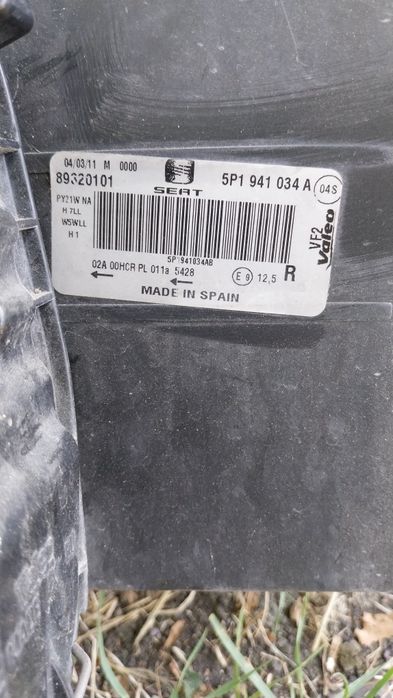 04/03/11 M 0000
89320101
SEAT
5P1 941 034 A
04S
PY21W NA
H 7LL
W5WLL
H 1
5P1941034AB
VF2
Valeo
02A 00HCR PL 011a 5428
E 9 12,5 R
MADE IN SPAIN